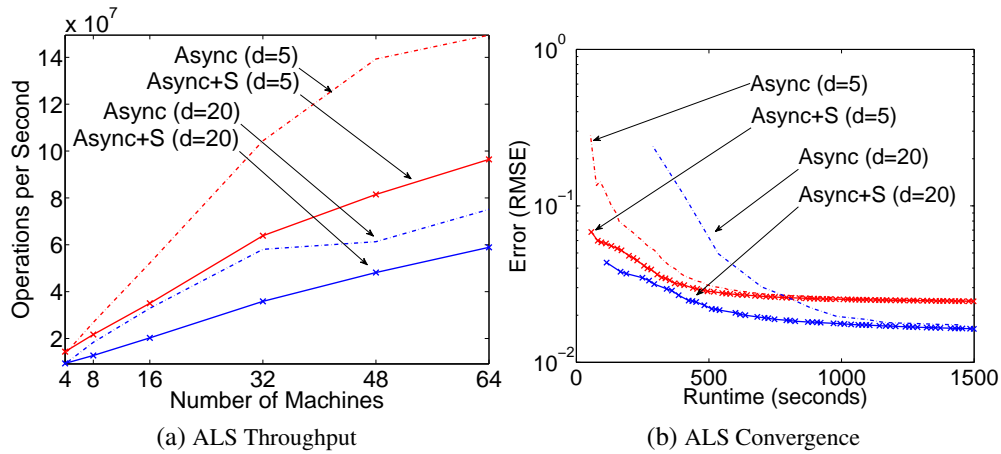 x 10^7
14
12
10
8
6
4
2
Operations per Second
4 8 16 32 48 64
Number of Machines
Async (d=5)
Async+S (d=5)
Async (d=20)
Async+S (d=20)
(a) ALS Throughput
10^0
10^-1
10^-2
Error (RMSE)
0 500 1000 1500
Runtime (seconds)
Async (d=5)
Async+S (d=5)
Async (d=20)
Async+S (d=20)
(b) ALS Convergence